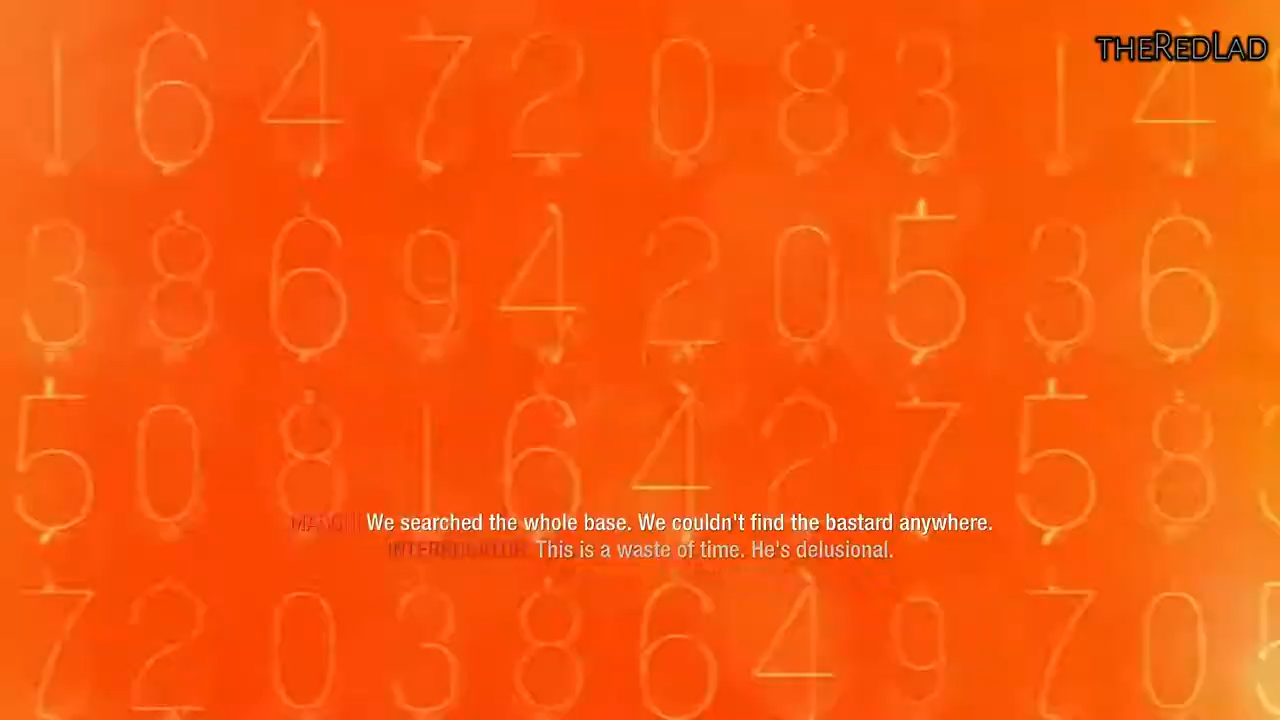 THEREDLAD
1 6 4 7 2 0 8 3 1 4
3 8 6 9 4 2 0 5 3 6
5 0 8 1 6 4 2 7 5 8
We searched the whole base. We couldn't find the bastard anywhere.
INTERROGATOR: This is a waste of time. He's delusional.
7 2 0 3 8 6 4 9 7 0 5